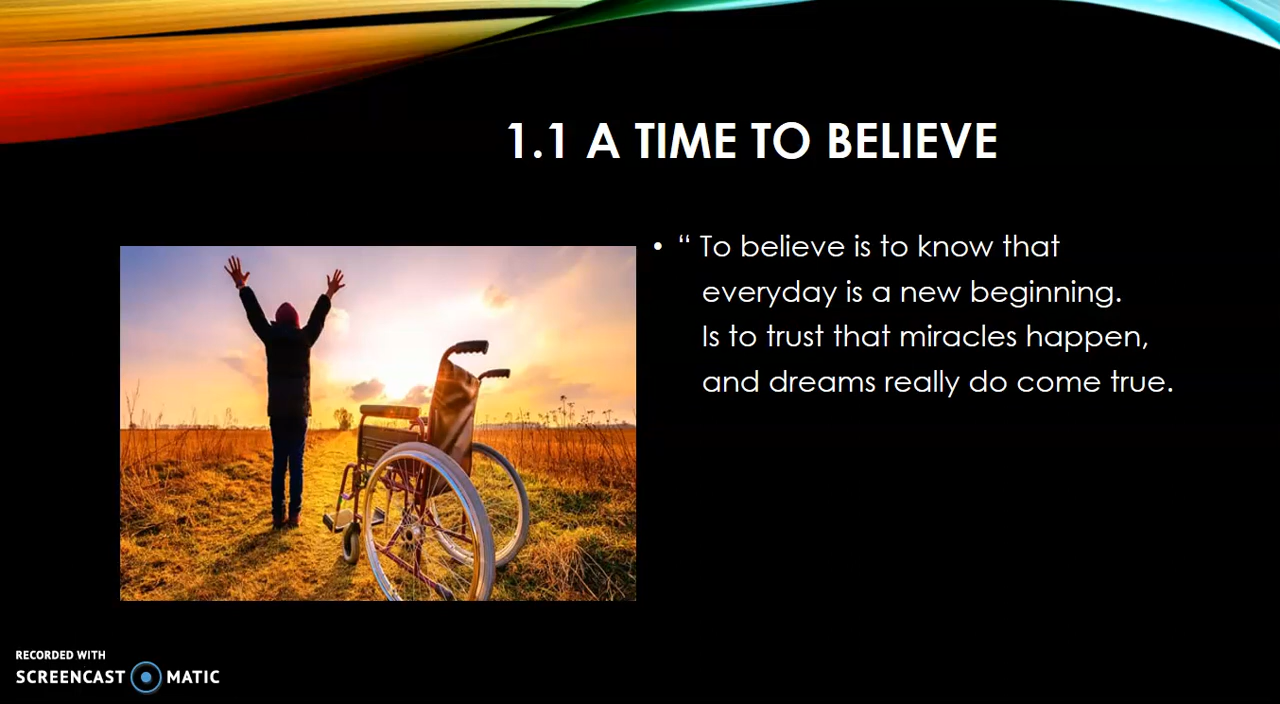 1.1 A TIME TO BELIEVE
• “ To believe is to know that
everyday is a new beginning.
Is to trust that miracles happen,
and dreams really do come true.
RECORDED WITH
SCREENCAST MATIC